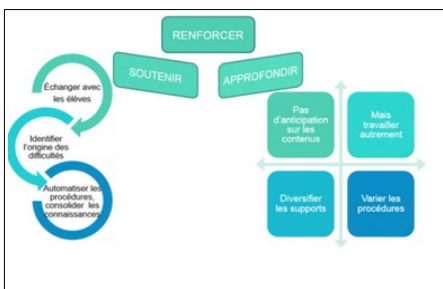 RENFORCER
SOUTENIR
APPROFONDIR
Échanger avec
les élèves
Identifier
l'origine des
difficultés
Automatiser les
procédures,
consolider les
connaissances
Pas
d'anticipation
sur les
contenus
Mais
travailler
autrement
Diversifier
les supports
Varier les
procédures